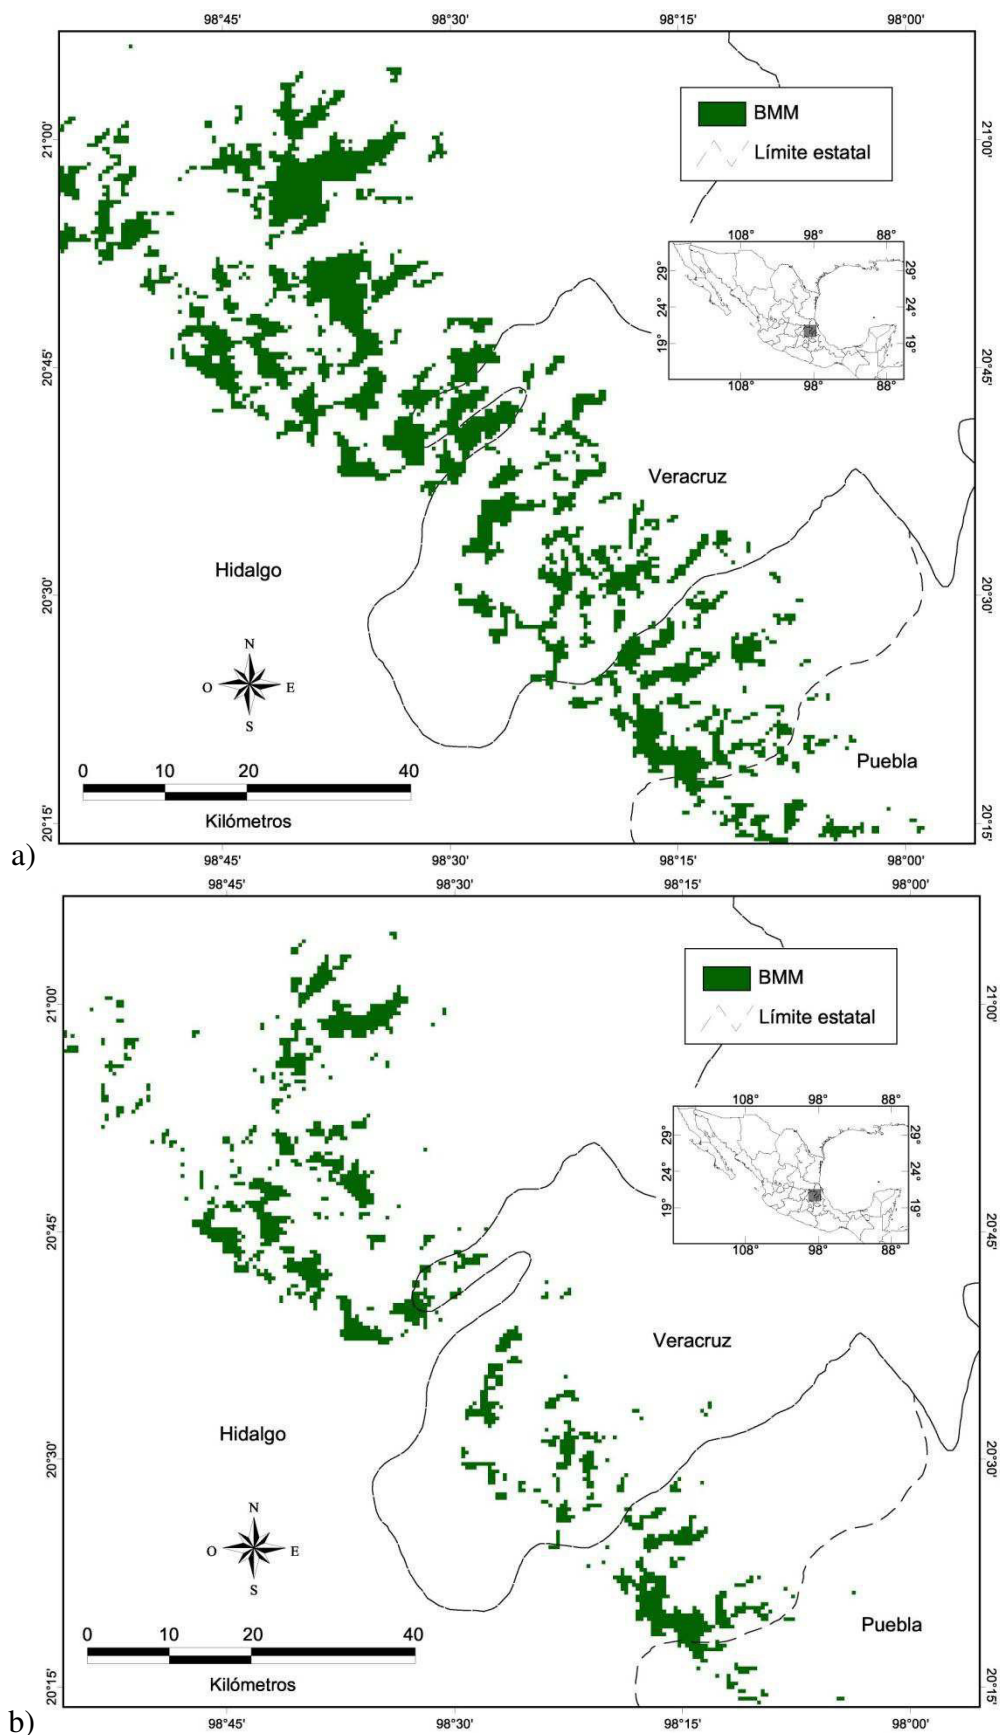 98°45' 98°30' 98°15' 98°00'
21°00' 21°00'
BMM
Límite estatal
108° 98° 88°
29° 29°
24° 24°
19° 19°
108° 98° 88°
20°45' 20°45'
Veracruz
Hidalgo
20°30' 20°30'
N
O E
S
Puebla
0 10 20 40
Kilómetros
20°15' 20°15'
a)
98°45' 98°30' 98°15' 98°00'
98°45' 98°30' 98°15' 98°00'
BMM
21°00' 21°00'
Límite estatal
108° 98° 88°
29° 29°
24° 24°
19° 19°
108° 98° 88°
20°45' 20°45'
Veracruz
Hidalgo
20°30' 20°30'
N
O E
S
Puebla
0 10 20 40
Kilómetros
20°15' 20°15'
b)
98°45' 98°30' 98°15' 98°00'